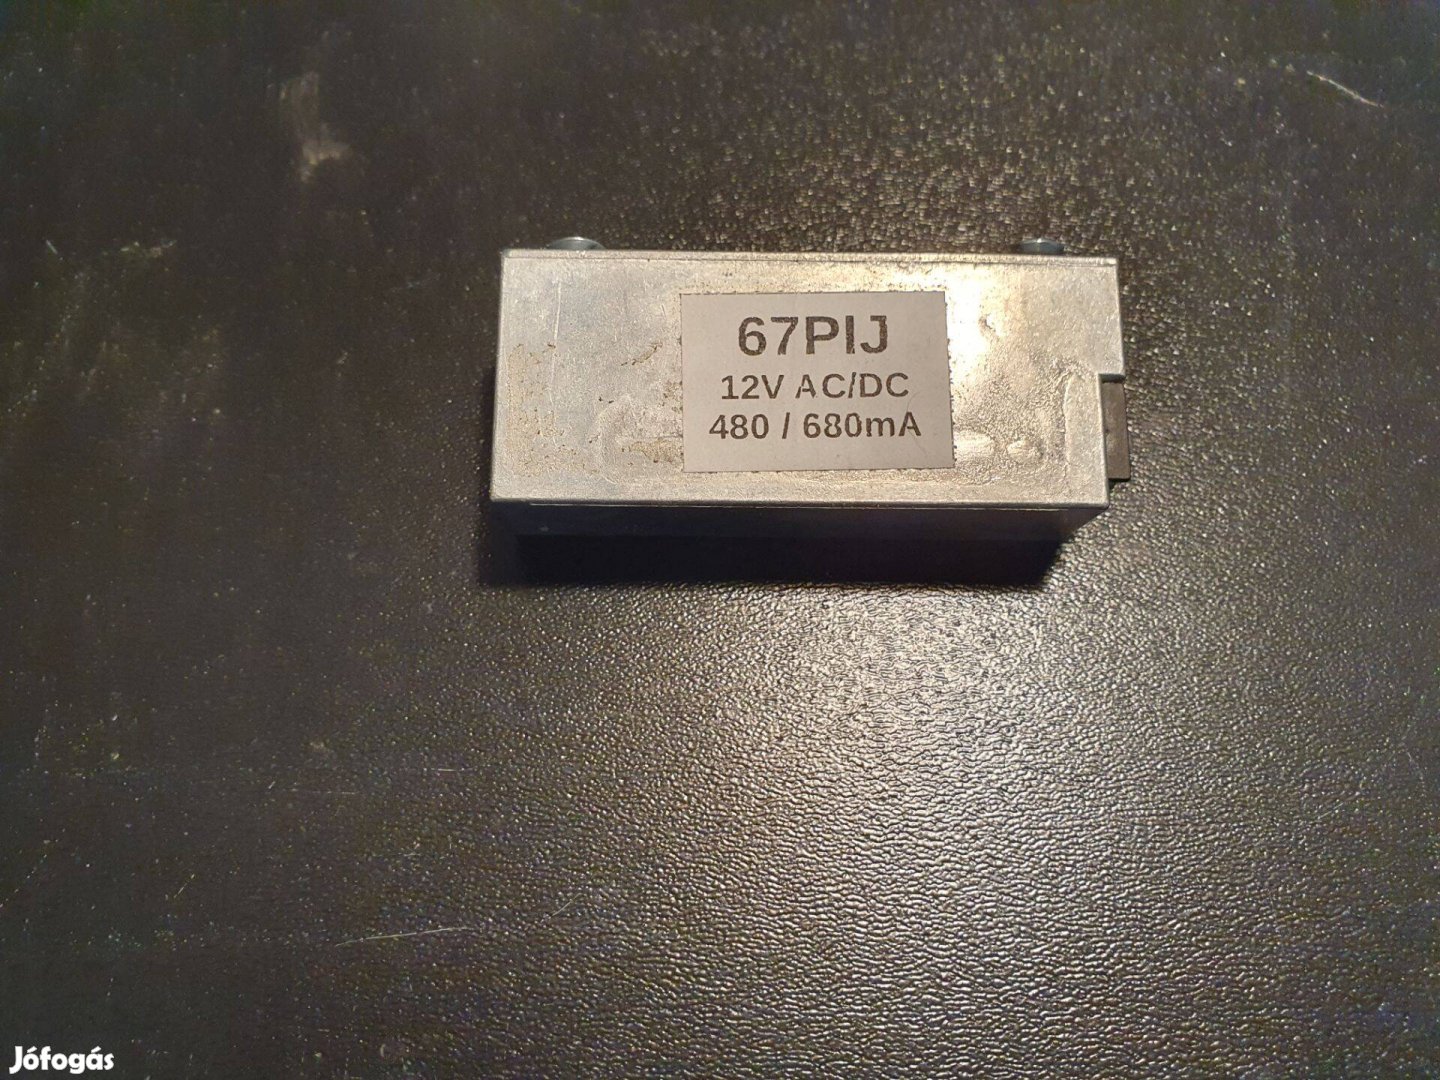 67PIJ
12V AC/DC
480 / 680mA
Jófogás